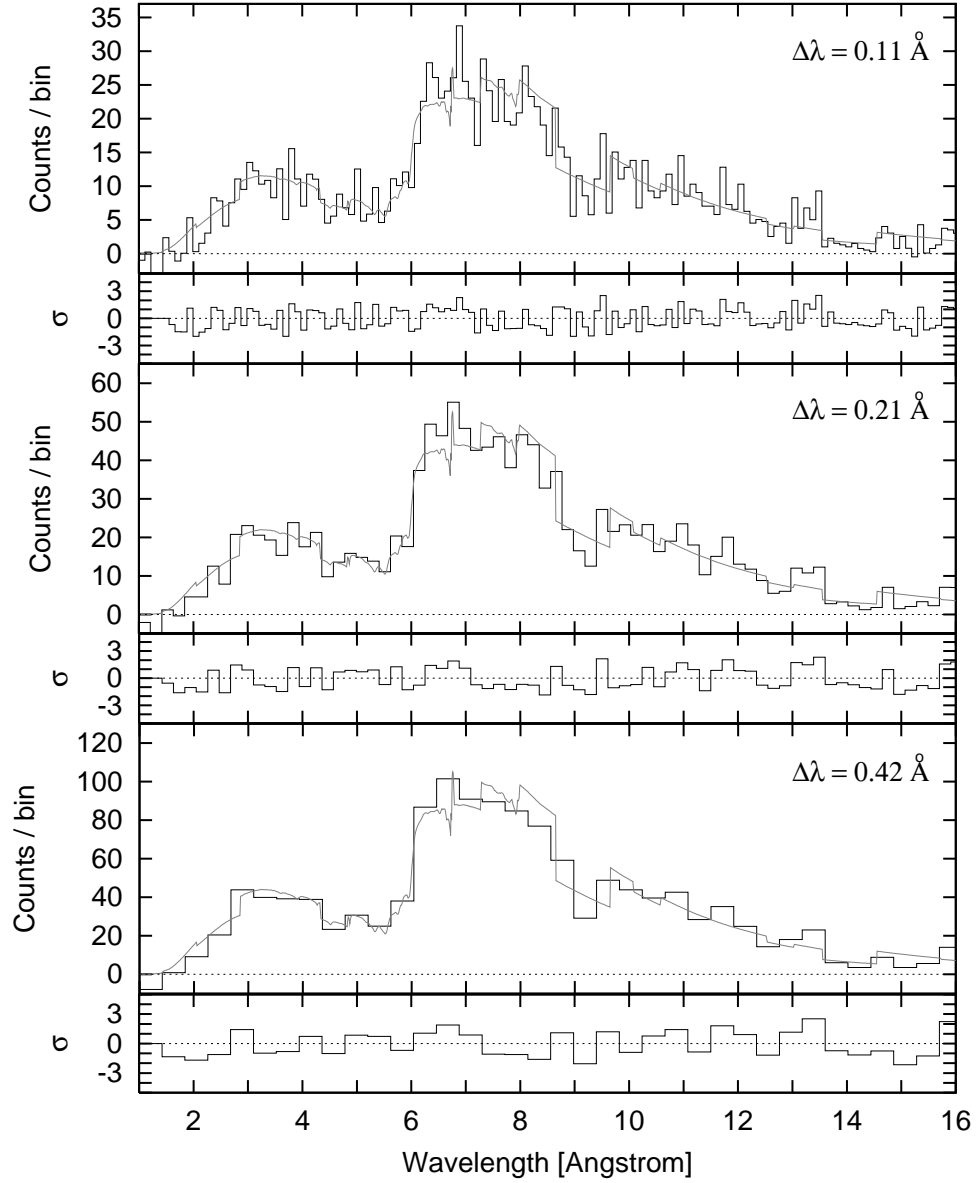 35
30
25
20
15
10
5
0
Counts / bin
Δλ = 0.11 Å
3
0
-3
σ
60
50
40
30
20
10
0
Counts / bin
Δλ = 0.21 Å
3
0
-3
σ
120
100
80
60
40
20
0
Counts / bin
Δλ = 0.42 Å
3
0
-3
σ
2 4 6 8 10 12 14 16
Wavelength [Angstrom]